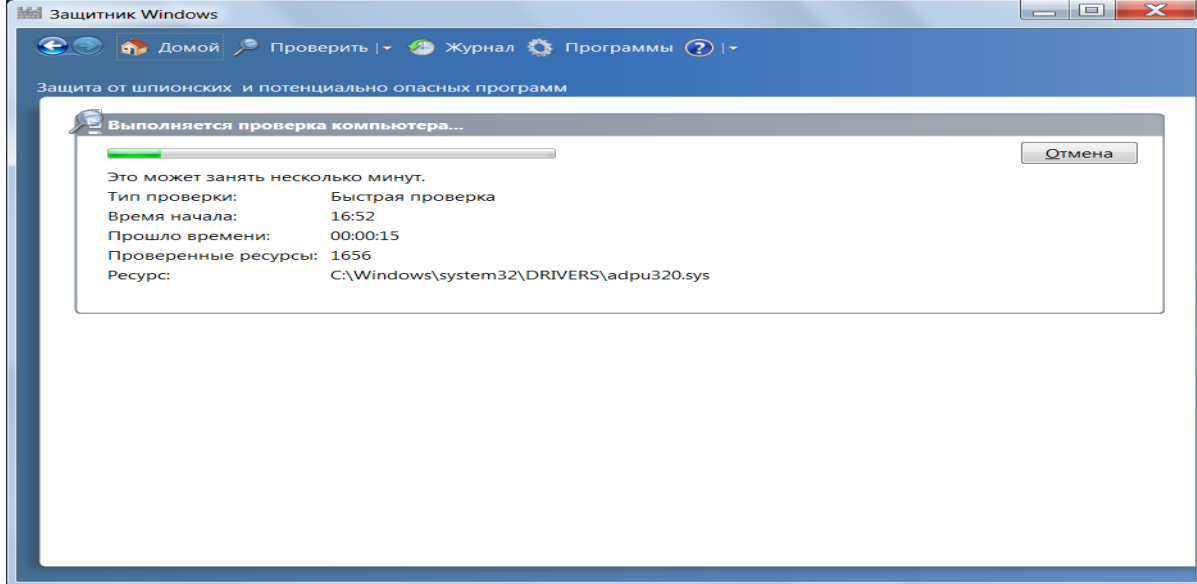 Защитник Windows
Домой Проверить Журнал Программы ?
Защита от шпионских и потенциально опасных программ
Выполняется проверка компьютера...
Отмена
Это может занять несколько минут.
Тип проверки: Быстрая проверка
Время начала: 16:52
Прошло времени: 00:00:15
Проверенные ресурсы: 1656
Ресурс: C:\Windows\system32\DRIVERS\adpu320.sys